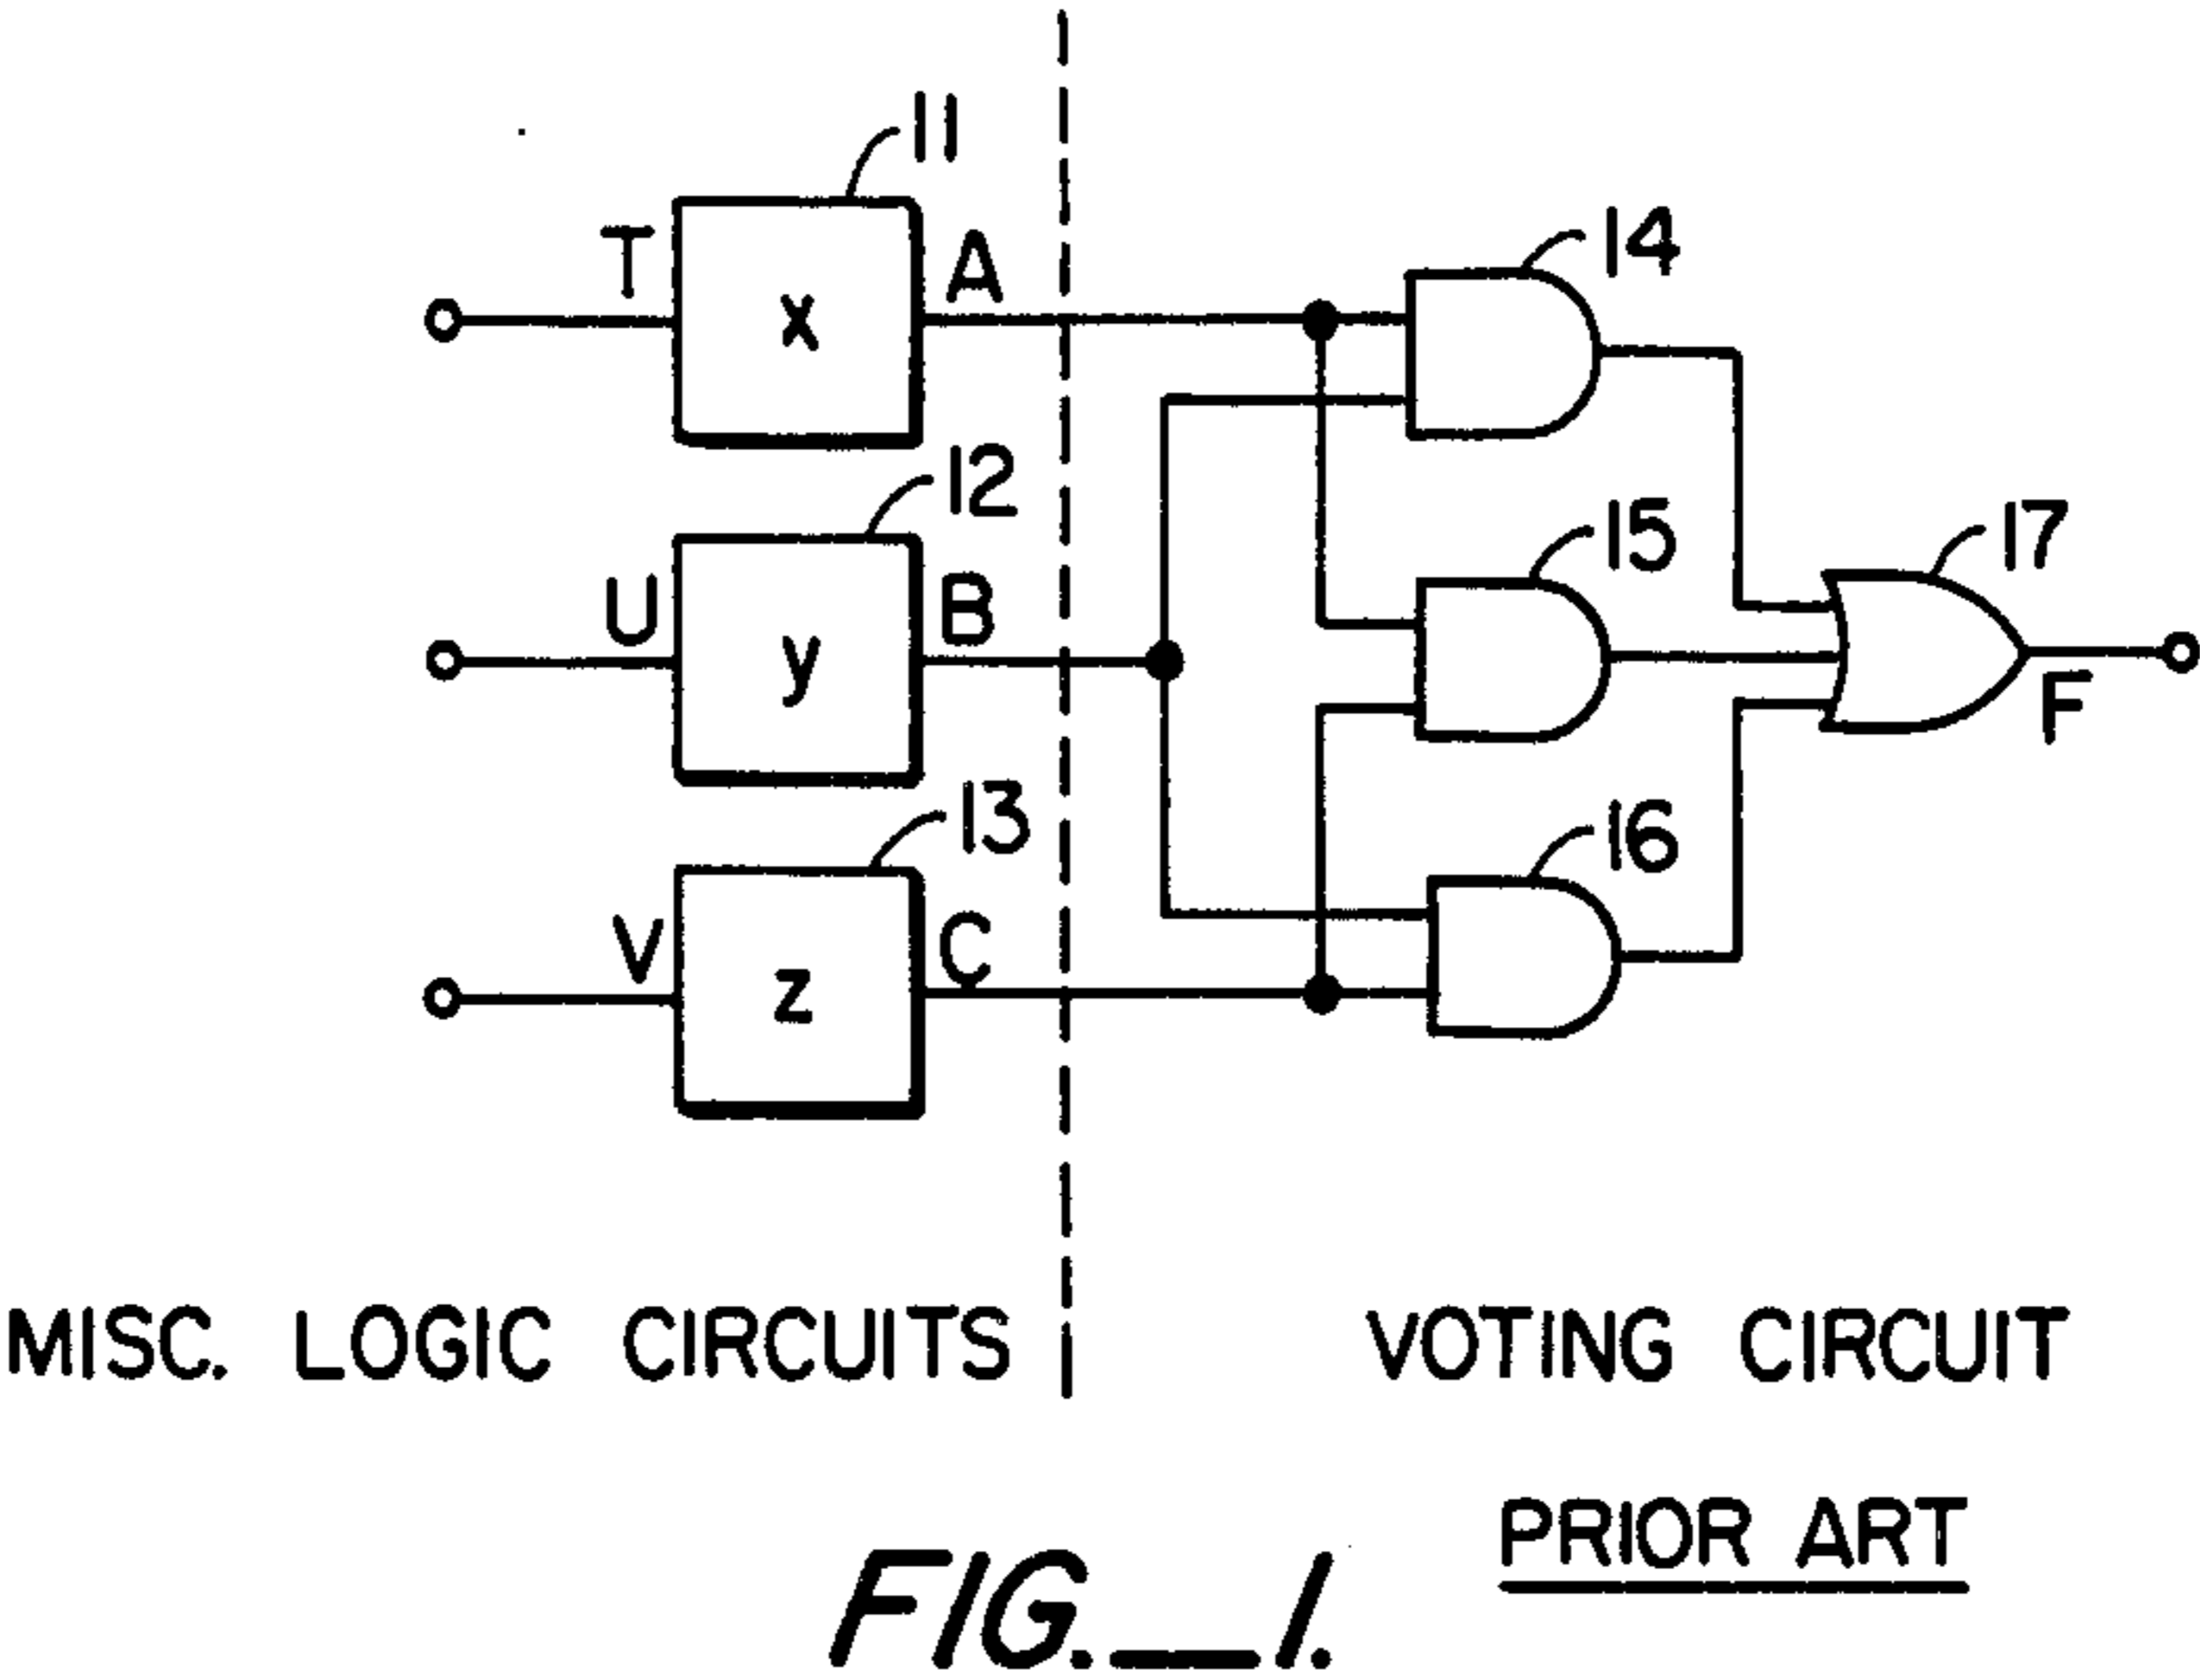 11
T
x
A
14
12
U
y
B
15
17
F
13
V
z
C
16
MISC. LOGIC CIRCUITS
VOTING CIRCUIT
PRIOR ART
FIG._1.